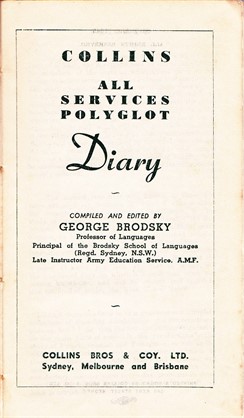 COLLINS
ALL
SERVICES
POLYGLOT
Diary
COMPILED AND EDITED BY
GEORGE BRODSKY
Professor of Languages
Principal of the Brodsky School of Languages
(Regd. Sydney, N.S.W.)
Late Instructor Army Education Service. A.M.F.
COLLINS BROS & COY. LTD.
Sydney, Melbourne and Brisbane